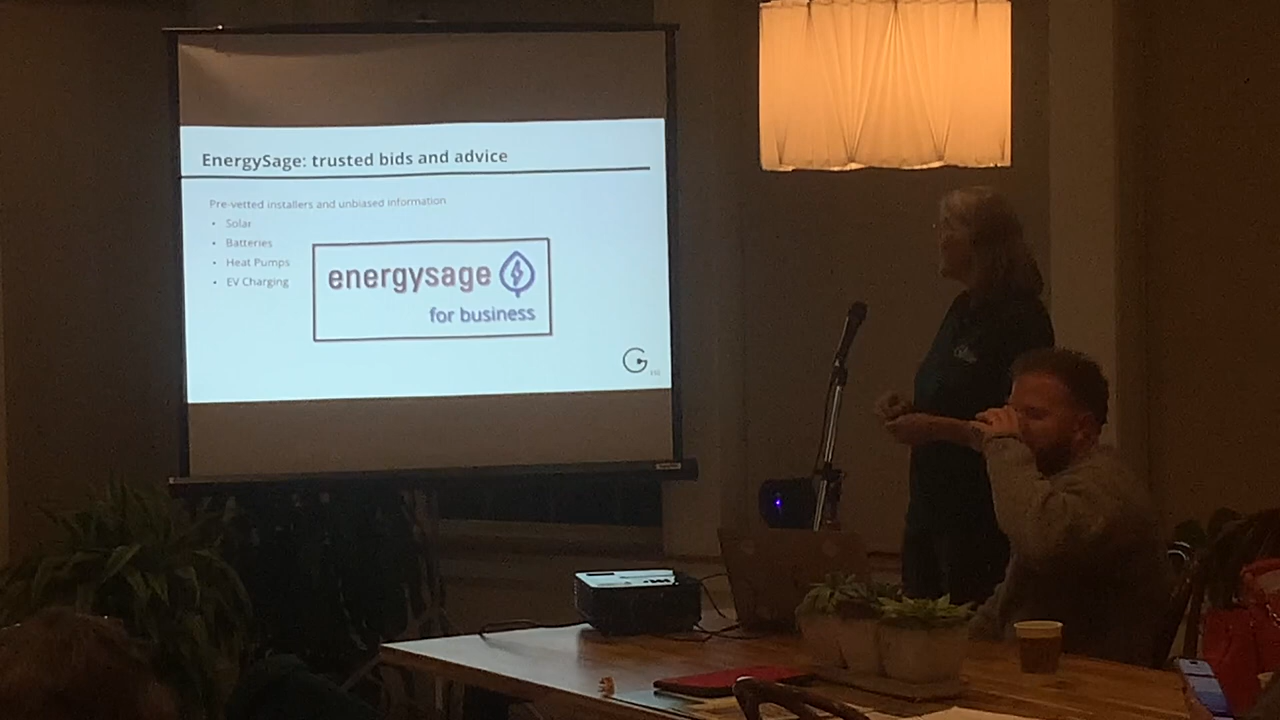 EnergySage: trusted bids and advice
Pre-vetted installers and unbiased information
• Solar
• Batteries
• Heat Pumps
• EV Charging
energysage
for business